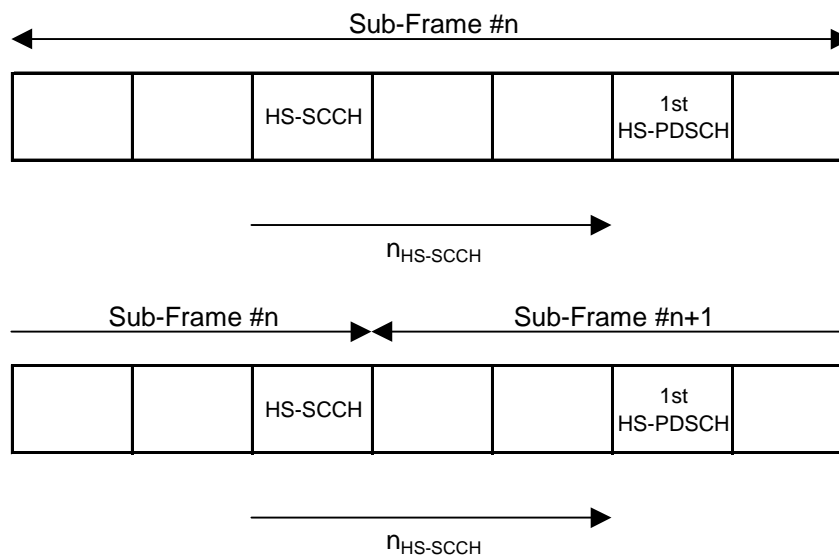 Sub-Frame #n
HS-SCCH
1st
HS-PDSCH
nHS-SCCH
Sub-Frame #n Sub-Frame #n+1
HS-SCCH
1st
HS-PDSCH
nHS-SCCH